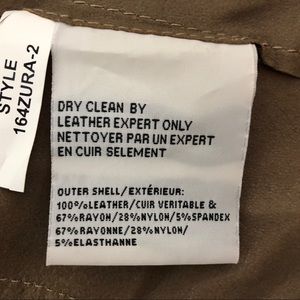 STYLE
164ZURA-2
DRY CLEAN BY
LEATHER EXPERT ONLY
NETTOYER PAR UN EXPERT
EN CUIR SELEMENT
OUTER SHELL/EXTÉRIEUR:
100%LEATHER/CUIR VERITABLE &
67%RAYON/28%NYLON/5%SPANDEX
67%RAYONNE/28%NYLON/
5%ELASTHANNE